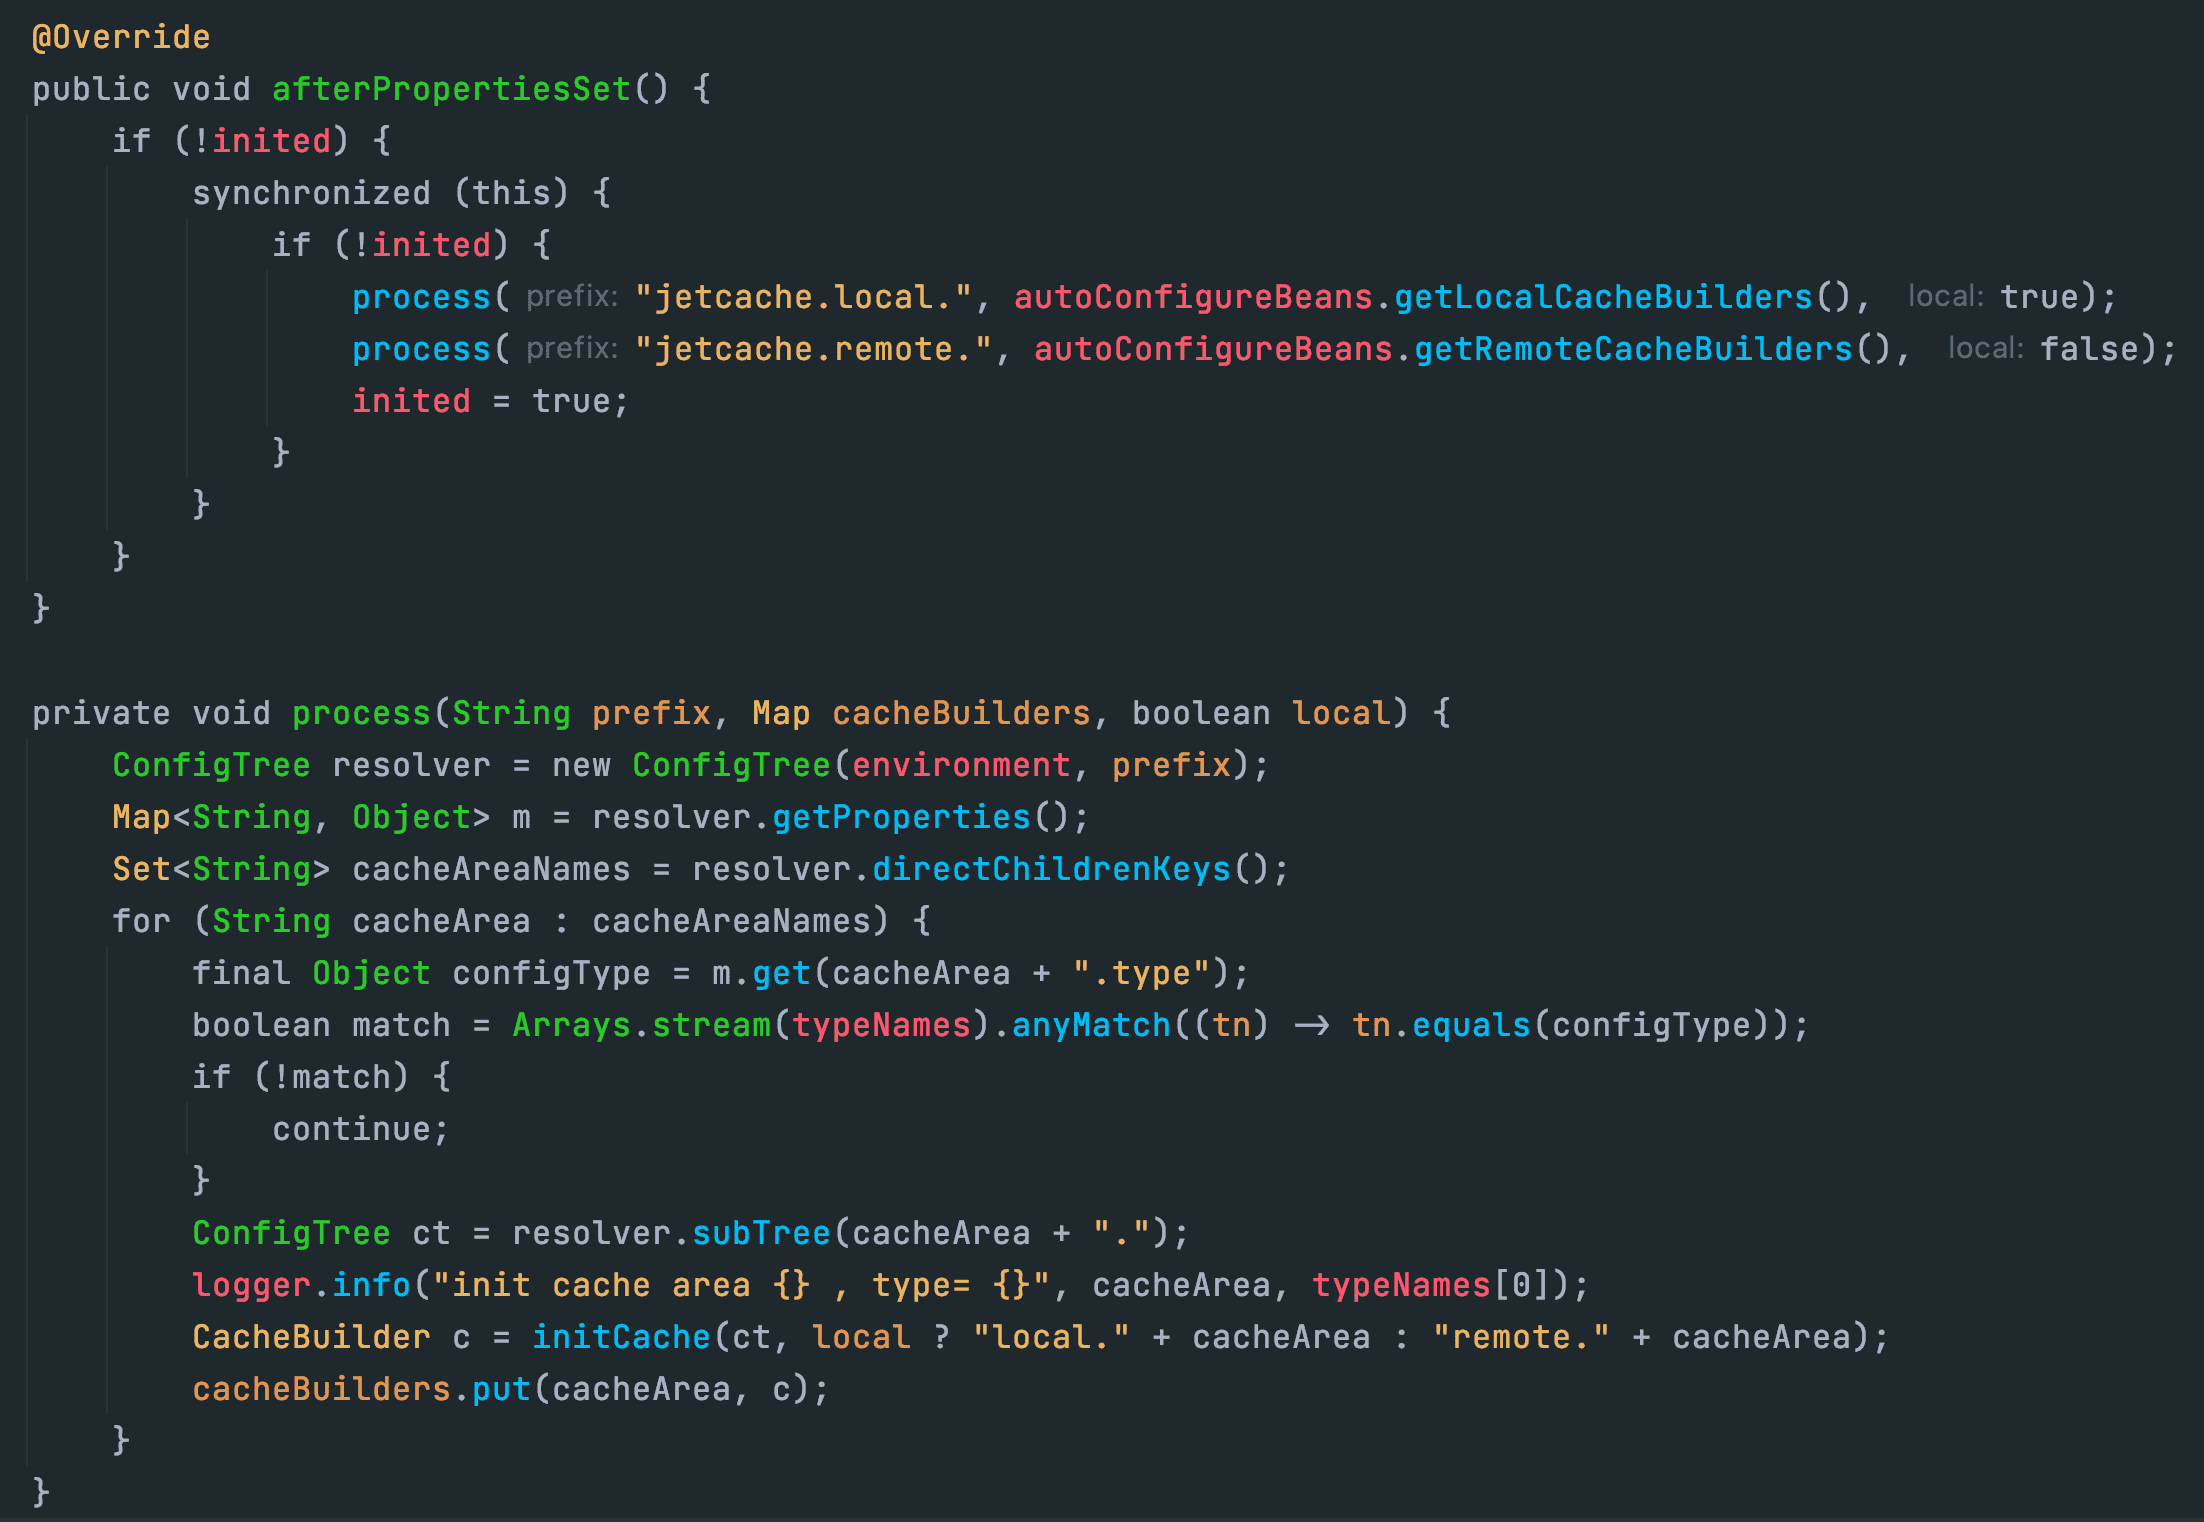 @Override
public void afterPropertiesSet() {
    if (!inited) {
        synchronized (this) {
            if (!inited) {
                process( prefix: "jetcache.local.", autoConfigureBeans.getLocalCacheBuilders(), local: true);
                process( prefix: "jetcache.remote.", autoConfigureBeans.getRemoteCacheBuilders(), local: false);
                inited = true;
            }
        }
    }
}

private void process(String prefix, Map cacheBuilders, boolean local) {
    ConfigTree resolver = new ConfigTree(environment, prefix);
    Map<String, Object> m = resolver.getProperties();
    Set<String> cacheAreaNames = resolver.directChildrenKeys();
    for (String cacheArea : cacheAreaNames) {
        final Object configType = m.get(cacheArea + ".type");
        boolean match = Arrays.stream(typeNames).anyMatch((tn) → tn.equals(configType));
        if (!match) {
            continue;
        }
        ConfigTree ct = resolver.subTree(cacheArea + ".");
        logger.info("init cache area {} , type= {}", cacheArea, typeNames[0]);
        CacheBuilder c = initCache(ct, local ? "local." + cacheArea : "remote." + cacheArea);
        cacheBuilders.put(cacheArea, c);
    }
}